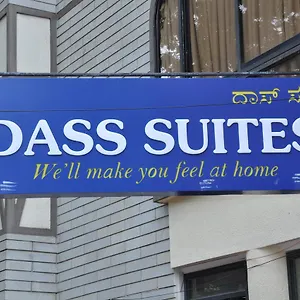 ದಾಸ್
DASS SUITES
We'll make you feel at home